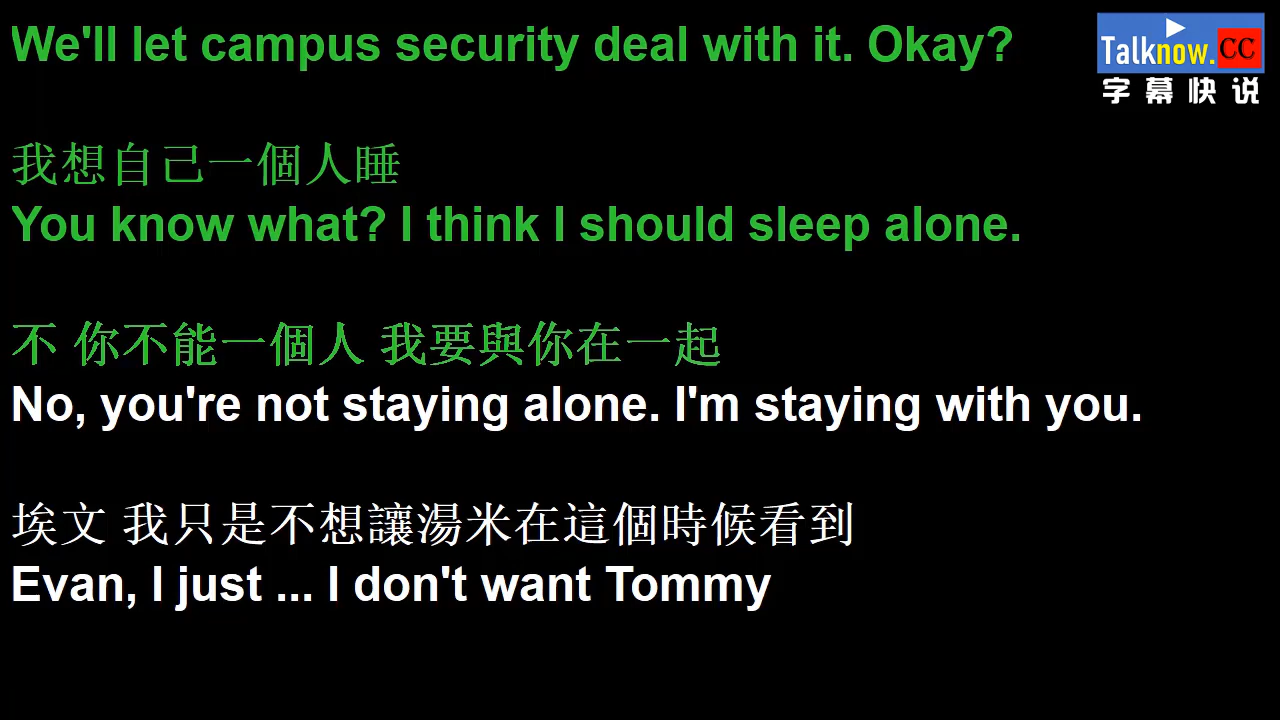 We'll let campus security deal with it. Okay?
Talknow.CC
字幕快说
我想自己一個人睡
You know what? I think I should sleep alone.
不 你不能一個人 我要與你在一起
No, you're not staying alone. I'm staying with you.
埃文 我只是不想讓湯米在這個時候看到
Evan, I just ... I don't want Tommy